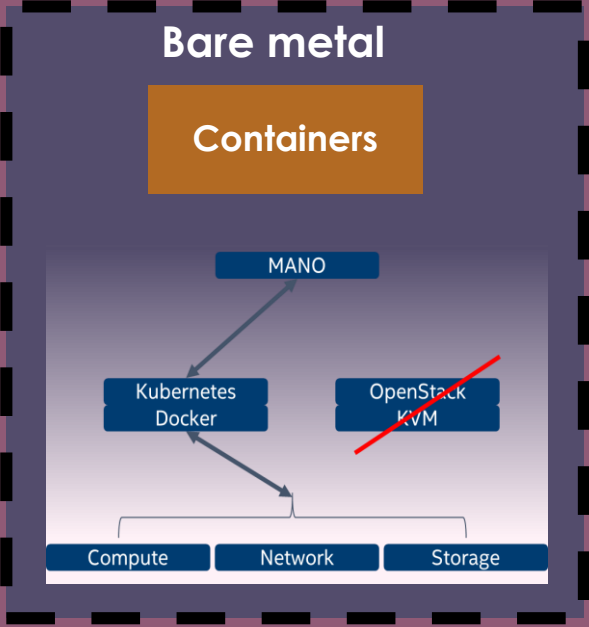 Bare metal
Containers
MANO
Kubernetes
Docker
OpenStack
KVM
Compute
Network
Storage